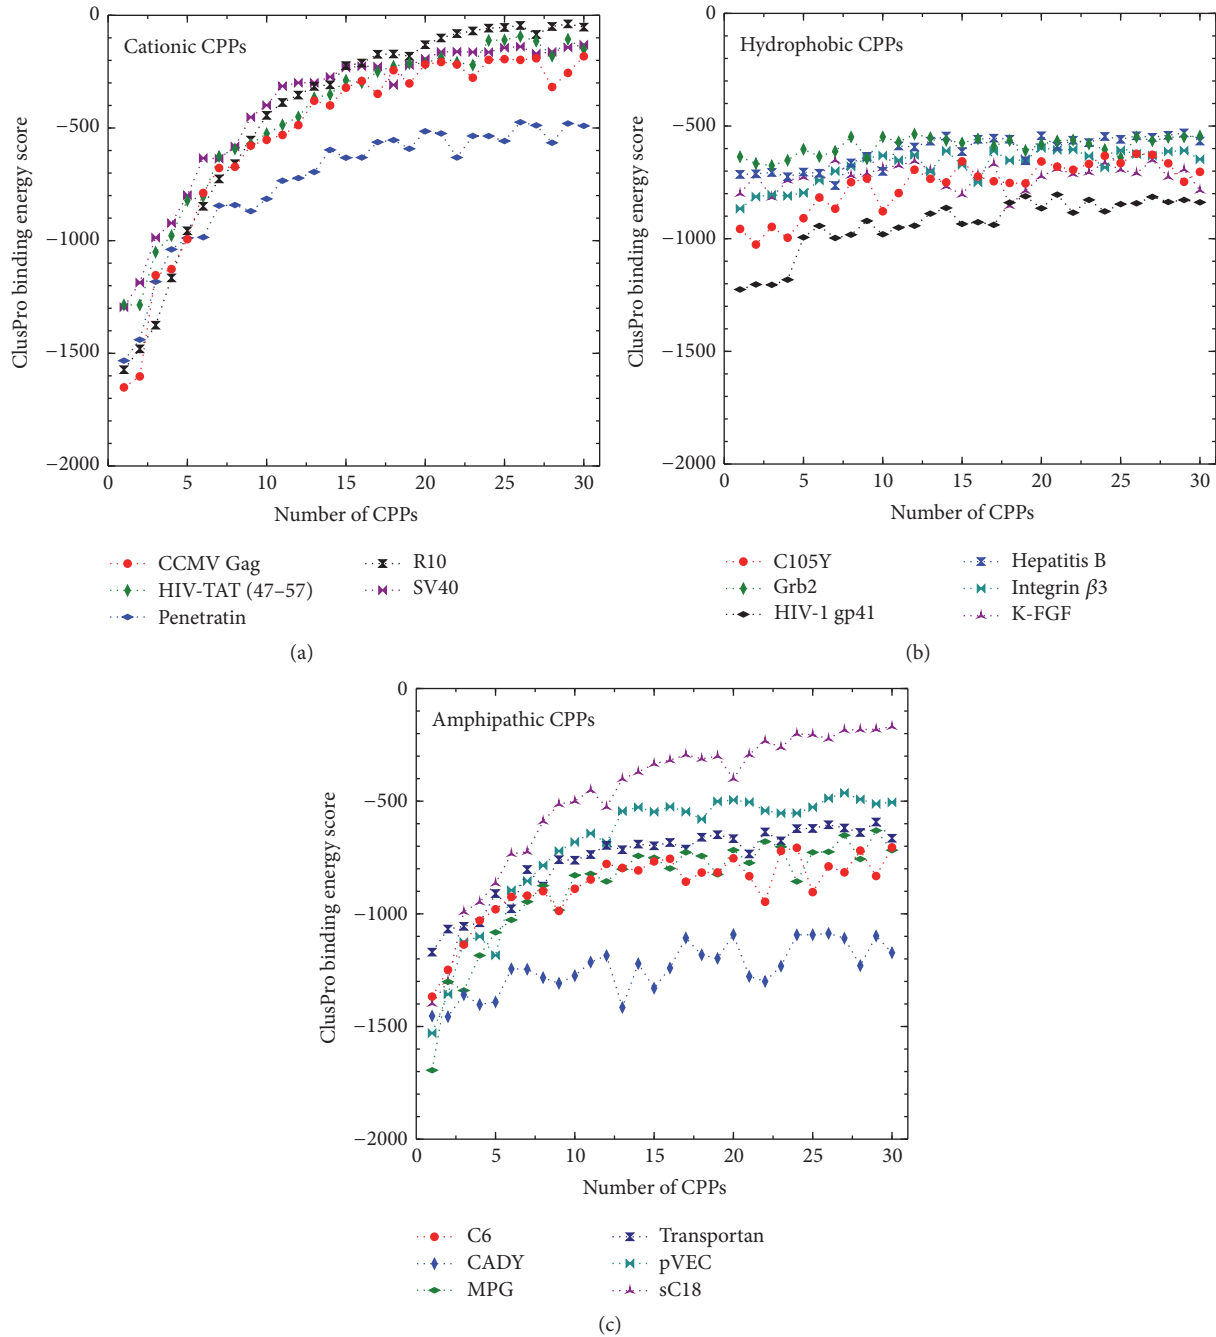 Cationic CPPs
0
−500
−1000
−1500
−2000
ClusPro binding energy score
0 5 10 15 20 25 30
Number of CPPs
CCMV Gag
HIV-TAT (47–57)
Penetratin
R10
SV40
(a)
Hydrophobic CPPs
0
−500
−1000
−1500
−2000
ClusPro binding energy score
0 5 10 15 20 25 30
Number of CPPs
C105Y
Grb2
HIV-1 gp41
Hepatitis B
Integrin β3
K-FGF
(b)
Amphipathic CPPs
0
−500
−1000
−1500
−2000
ClusPro binding energy score
0 5 10 15 20 25 30
Number of CPPs
C6
CADY
MPG
Transportan
pVEC
sC18
(c)